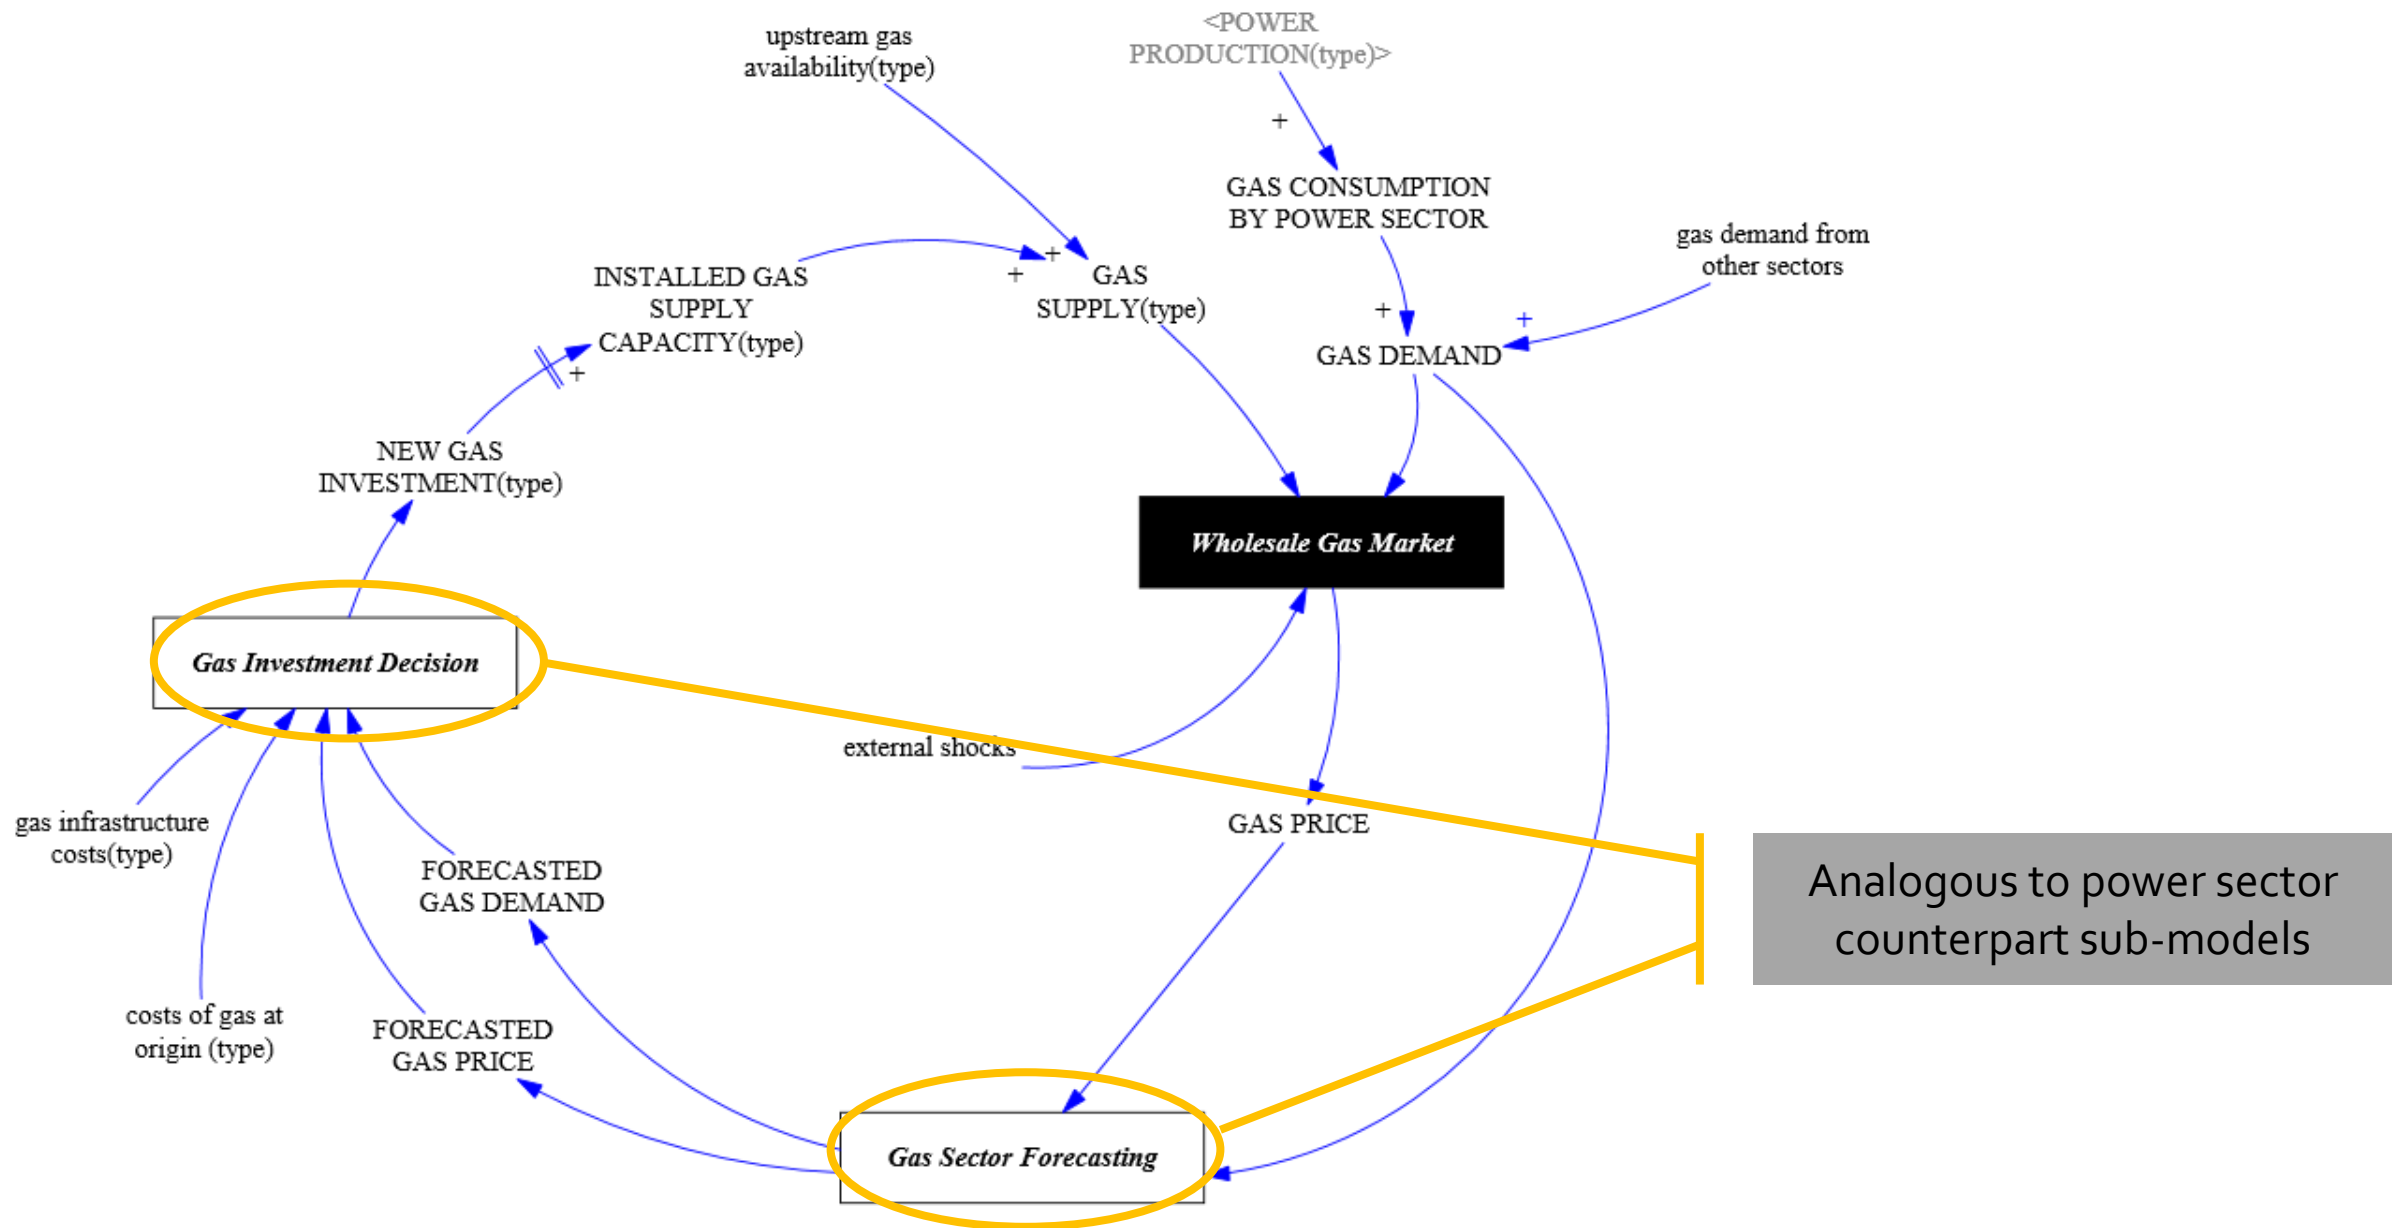 upstream gas
availability(type)
<POWER
PRODUCTION(type)>
+
GAS CONSUMPTION
BY POWER SECTOR
gas demand from
other sectors
INSTALLED GAS
SUPPLY
CAPACITY(type)
+
+
GAS
SUPPLY(type)
+
+
GAS DEMAND
+
NEW GAS
INVESTMENT(type)
Wholesale Gas Market
Gas Investment Decision
external shocks
gas infrastructure
costs(type)
GAS PRICE
FORECASTED
GAS DEMAND
Analogous to power sector
counterpart sub-models
costs of gas at
origin (type)
FORECASTED
GAS PRICE
Gas Sector Forecasting